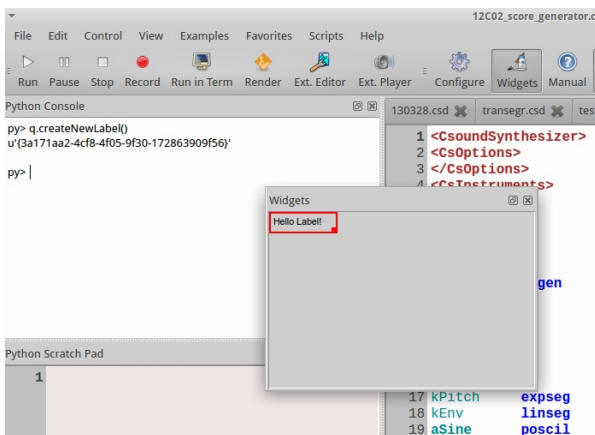 12C02_score_generator.c
File Edit Control View Examples Favorites Scripts Help
Run Pause Stop Record Run in Term Render Ext. Editor Ext. Player Configure Widgets Manual
Python Console
py> q.createNewLabel()
u'{3a171aa2-4cf8-4f05-9f30-172863909f56}'
py>
130328.csd transegr.csd tes
1 <CsoundSynthesizer>
2 <CsOptions>
3 </CsOptions>
4 <CsInstruments>
Widgets
Hello Label!
gen
Python Scratch Pad
1
17 kPitch expseg
18 kEnv linseg
19 aSine poscil